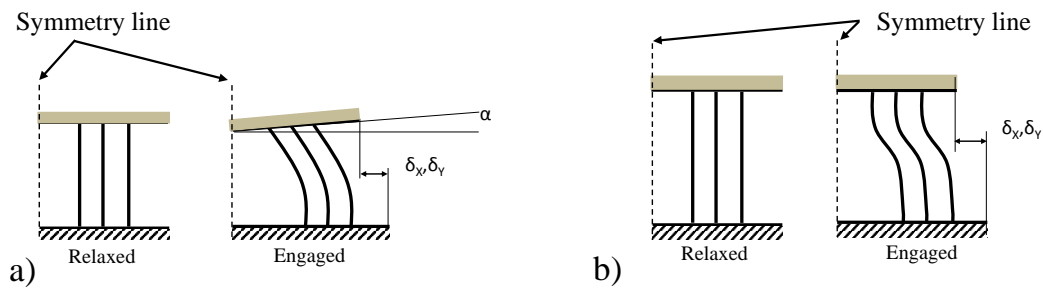 Symmetry line
α
δX,δY
Relaxed
Engaged
a)
Symmetry line
δX,δY
Relaxed
Engaged
b)